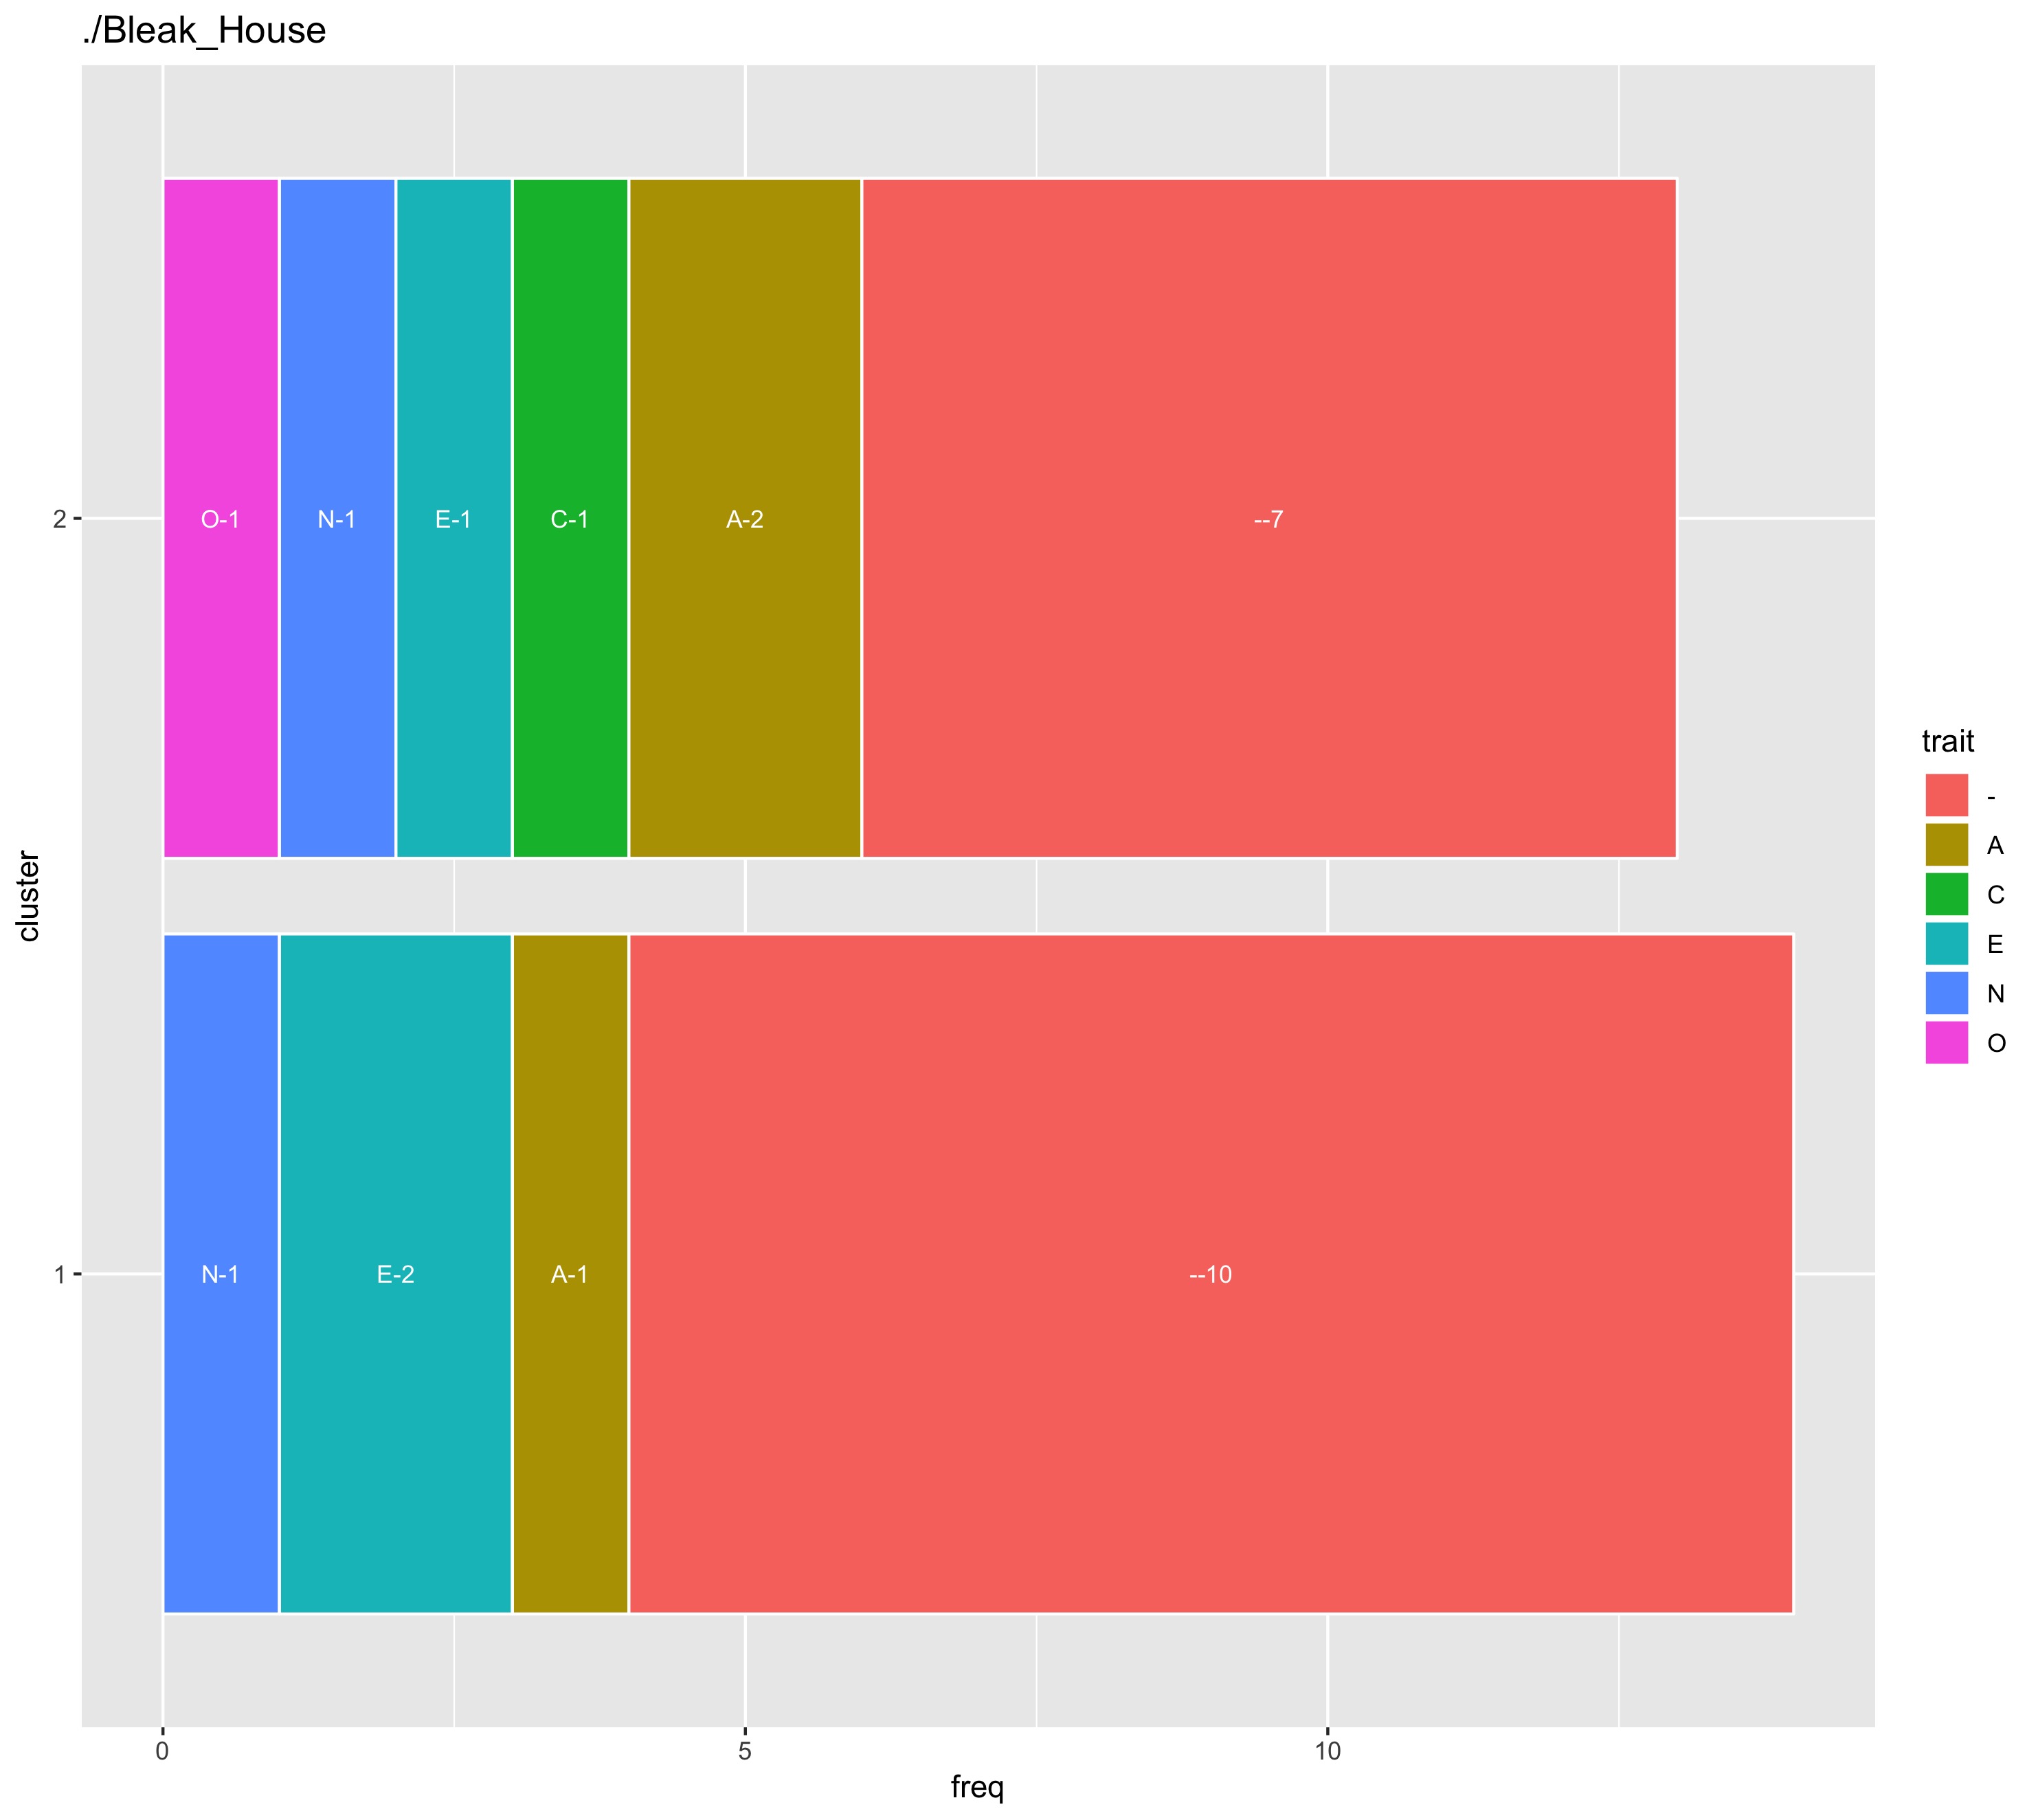 ./Bleak_House
O-1 N-1 E-1 C-1 A-2 --7
2
cluster
N-1 E-2 A-1 --10
1
0 5 10
freq
trait
-
A
C
E
N
O